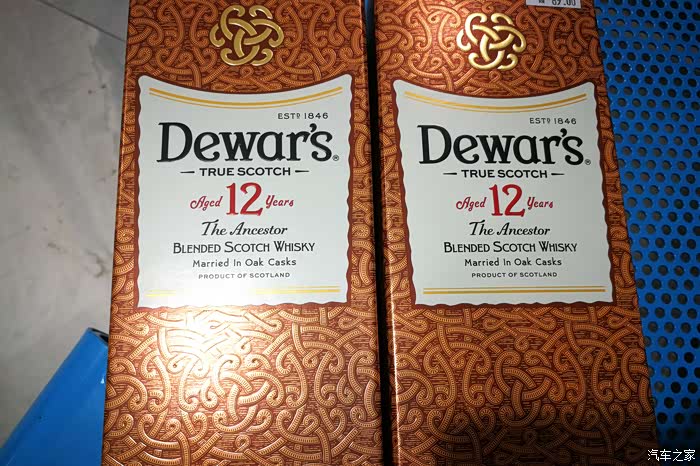 ESTD 1846
Dewar's®
TRUE SCOTCH
Aged 12 Years
The Ancestor
BLENDED SCOTCH WHISKY
Married In Oak Casks
PRODUCT OF SCOTLAND
ESTD 1846
Dewar's®
TRUE SCOTCH
Aged 12 Years
The Ancestor
BLENDED SCOTCH WHISKY
Married In Oak Casks
PRODUCT OF SCOTLAND
汽车之家